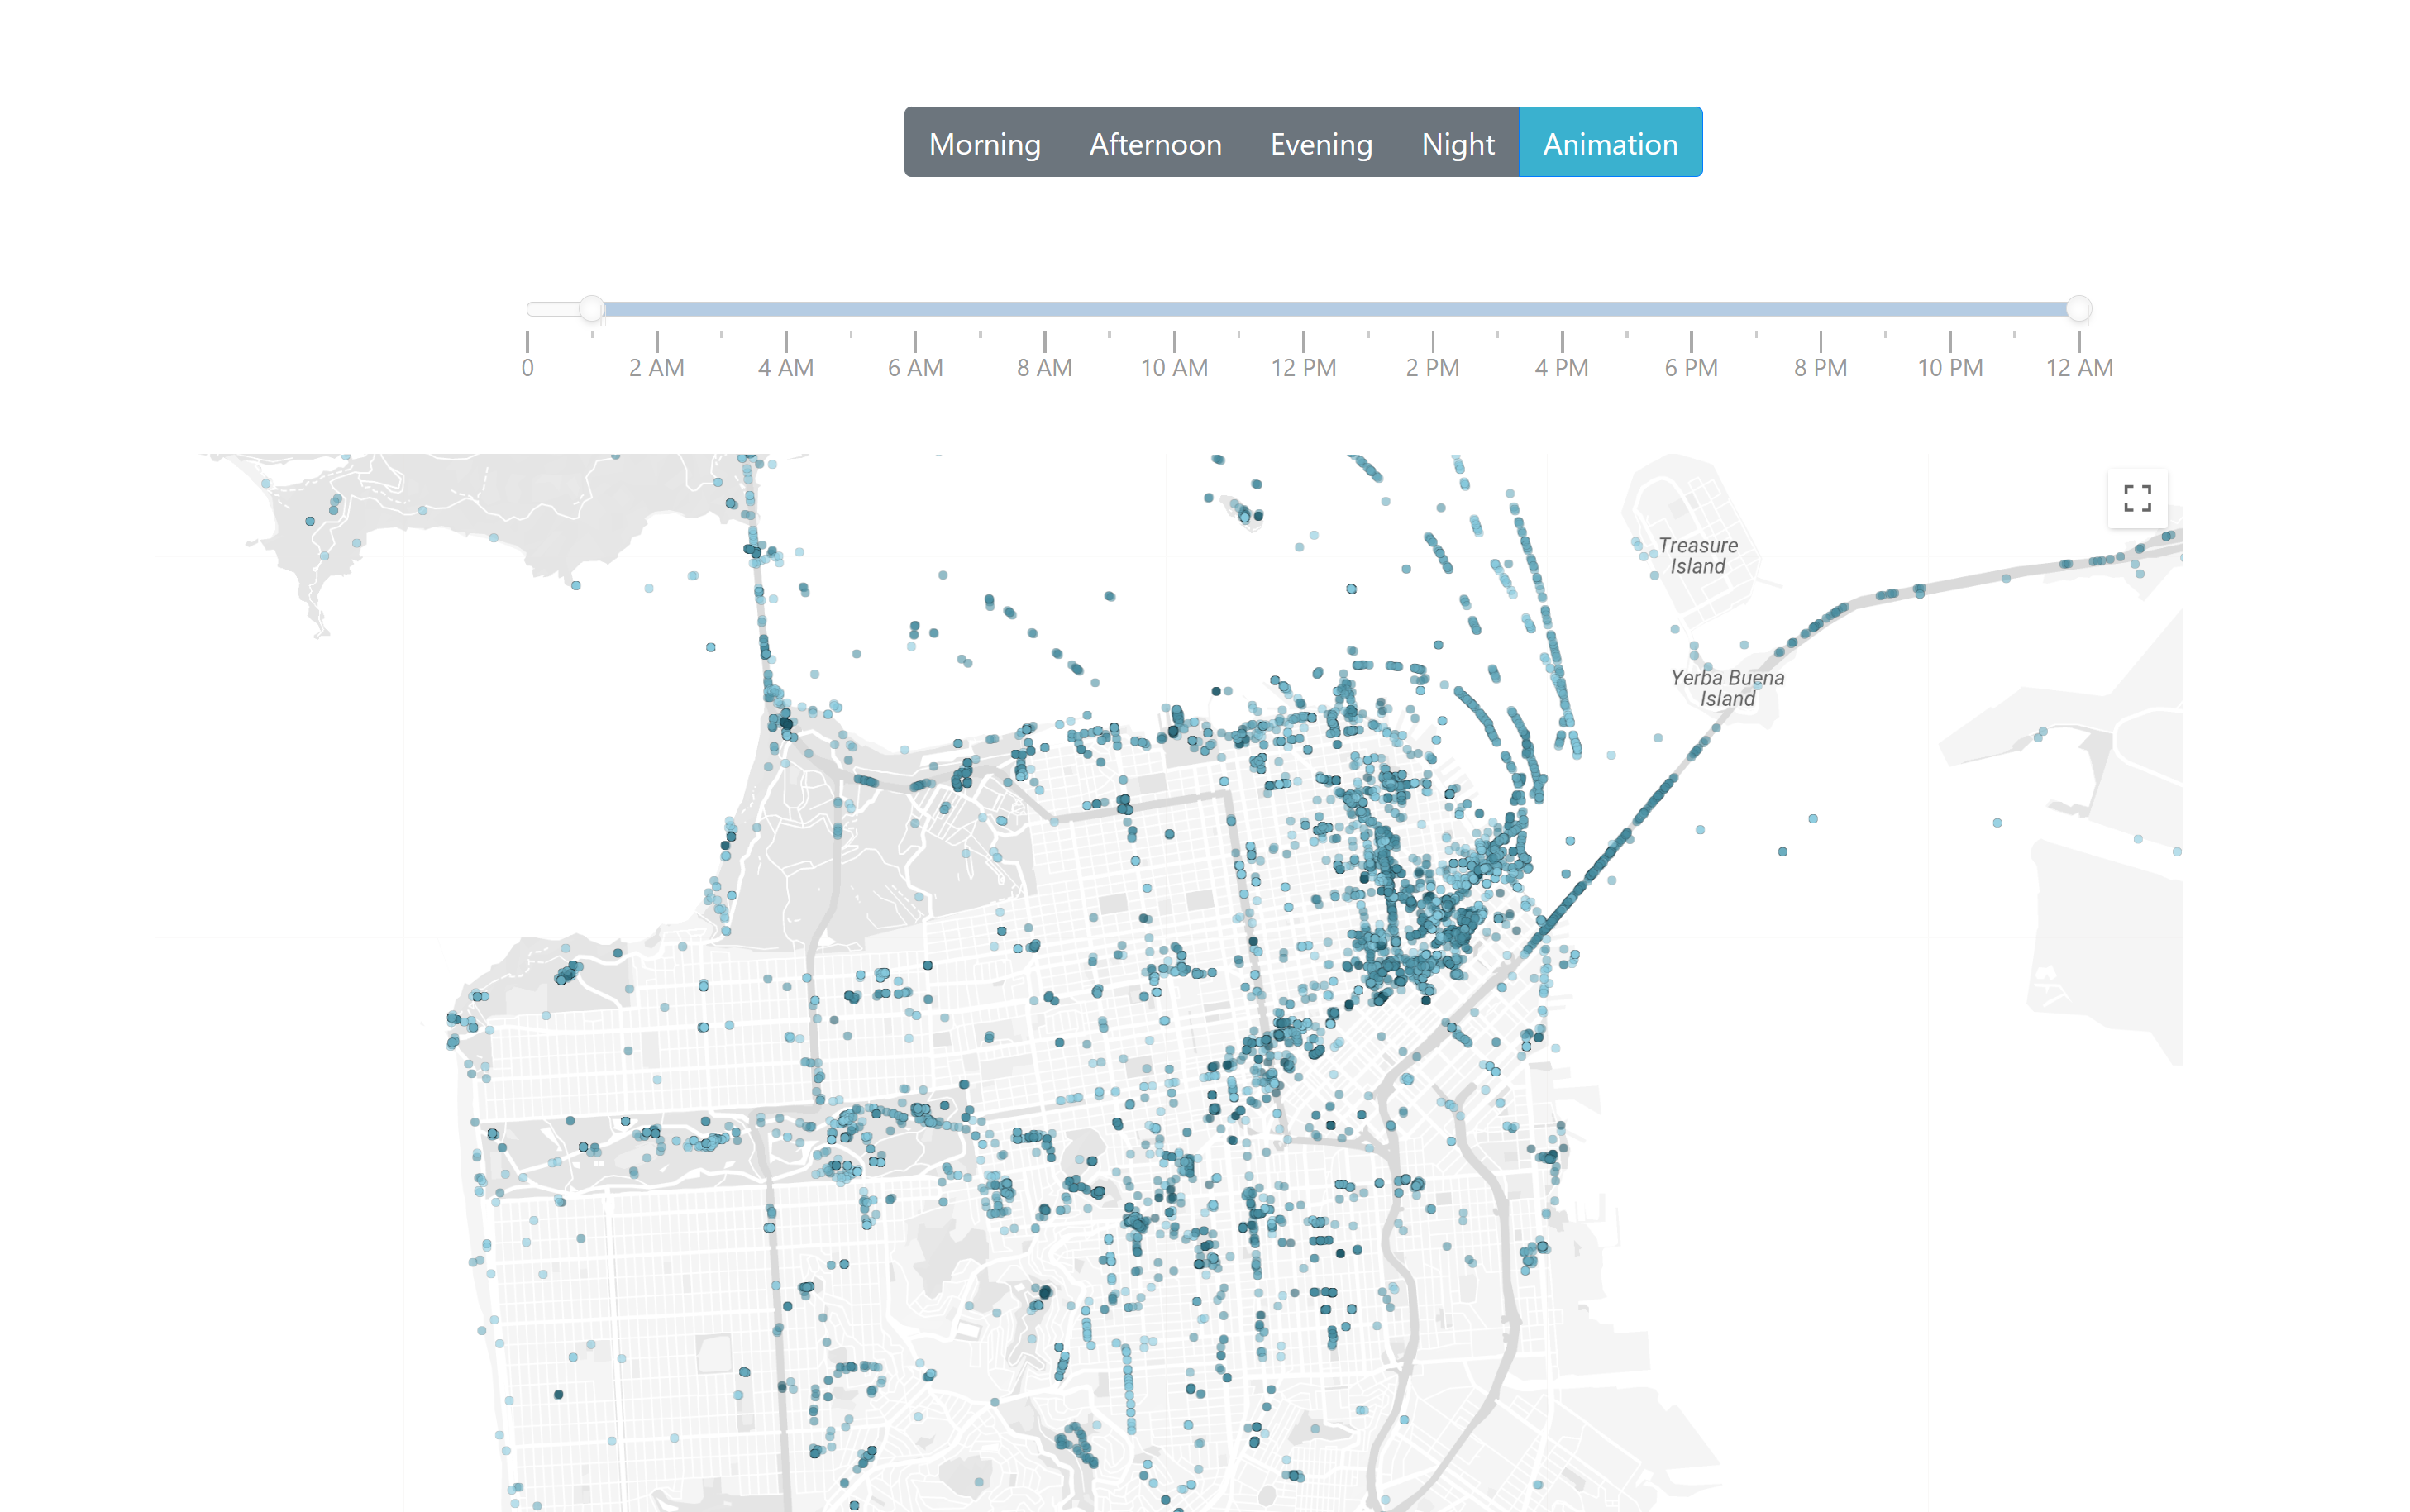 Morning Afternoon Evening Night Animation
0 2 AM 4 AM 6 AM 8 AM 10 AM 12 PM 2 PM 4 PM 6 PM 8 PM 10 PM 12 AM
Treasure
Island
Yerba Buena
Island